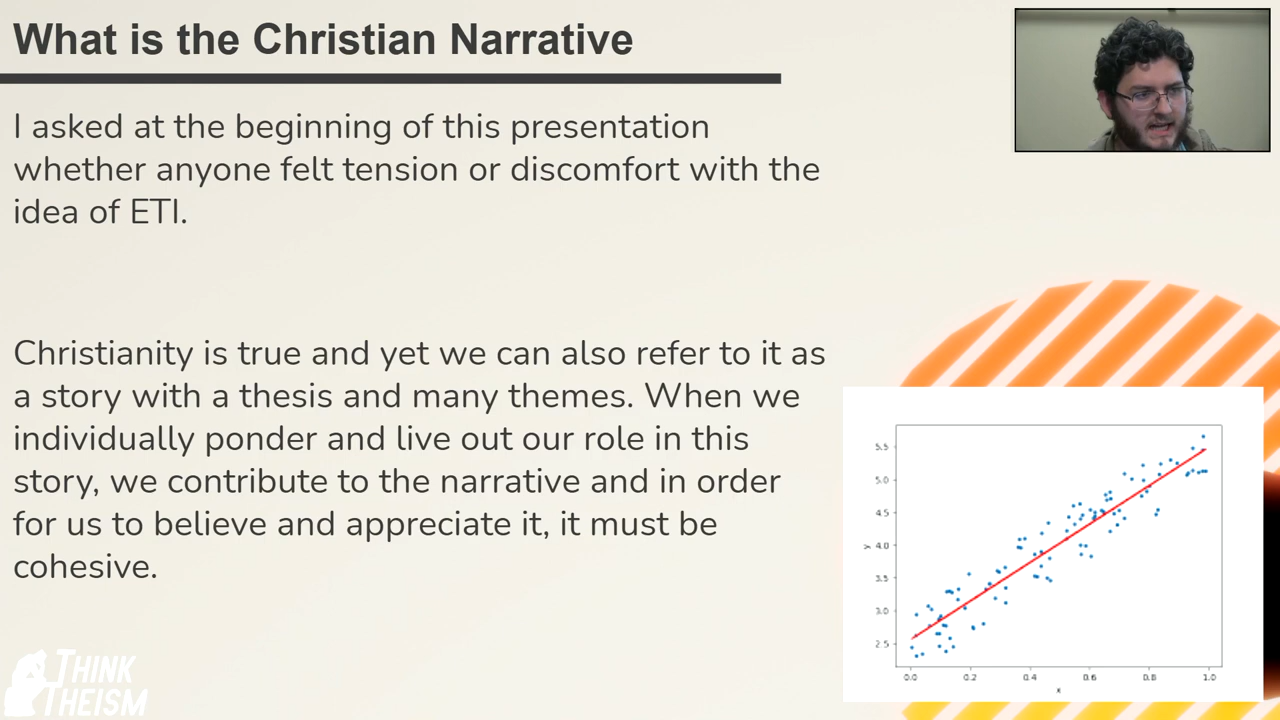 What is the Christian Narrative
I asked at the beginning of this presentation
whether anyone felt tension or discomfort with the
idea of ETI.
Christianity is true and yet we can also refer to it as
a story with a thesis and many themes. When we
individually ponder and live out our role in this
story, we contribute to the narrative and in order
for us to believe and appreciate it, it must be
cohesive.
5.5
5.0
4.5
4.0
3.5
3.0
2.5
y
0.0 0.2 0.4 0.6 0.8 1.0
x
THINK
THEISM